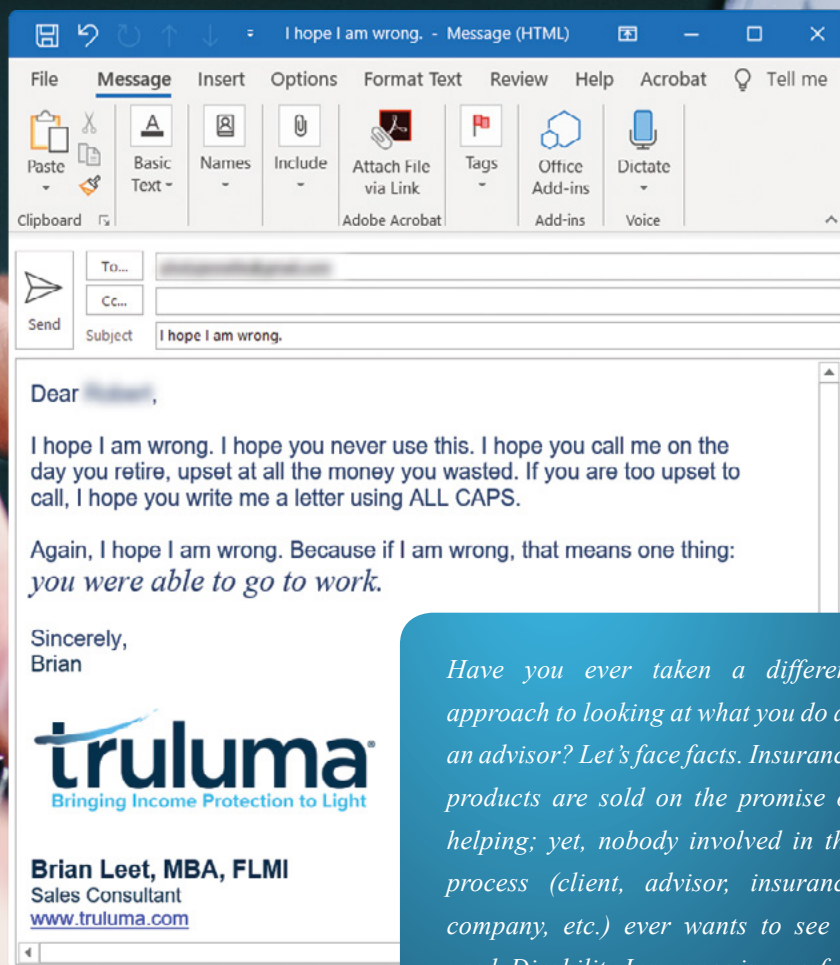 I hope I am wrong. - Message (HTML)
File Message Insert Options Format Text Review Help Acrobat Tell me
Paste
Basic Text
Names
Include
Attach File via Link
Tags
Office Add-ins
Dictate
Clipboard
Adobe Acrobat
Add-ins
Voice
Send
To...
Cc...
Subject I hope I am wrong.
Dear ,
I hope I am wrong. I hope you never use this. I hope you call me on the
day you retire, upset at all the money you wasted. If you are too upset to
call, I hope you write me a letter using ALL CAPS.
Again, I hope I am wrong. Because if I am wrong, that means one thing:
you were able to go to work.
Sincerely,
Brian
truluma
Bringing Income Protection to Light
Brian Leet, MBA, FLMI
Sales Consultant
www.truluma.com
Have you ever taken a differen
approach to looking at what you do a
an advisor? Let's face facts. Insuranc
products are sold on the promise o
helping; yet, nobody involved in th
process (client, advisor, insuranc
company, etc.) ever wants to see